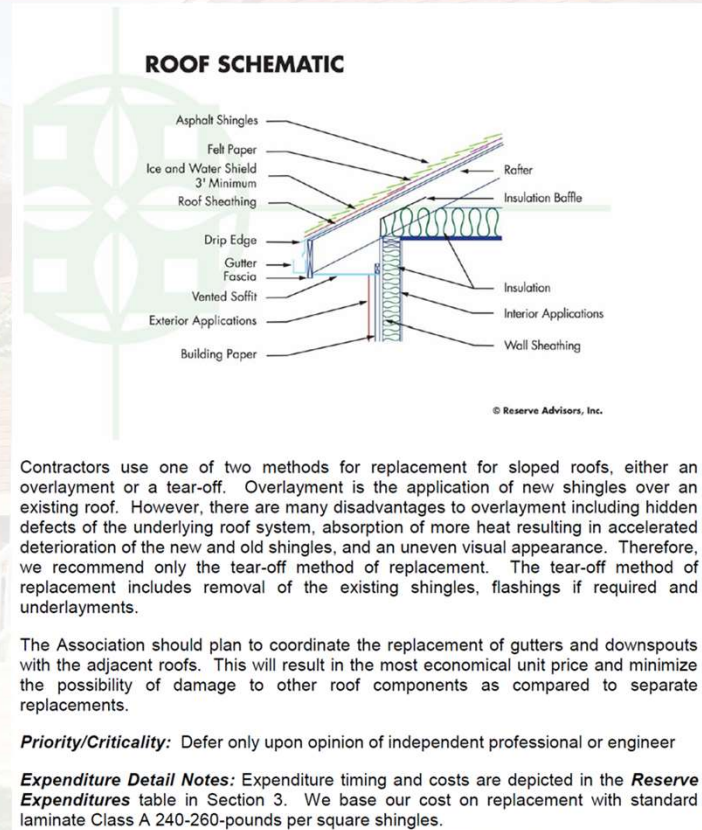 ROOF SCHEMATIC
Asphalt Shingles
Felt Paper
Ice and Water Shield
3' Minimum
Roof Sheathing
Drip Edge
Gutter
Fascia
Vented Soffit
Exterior Applications
Building Paper
Rafter
Insulation Baffle
Insulation
Interior Applications
Wall Sheathing
© Reserve Advisors, Inc.
Contractors use one of two methods for replacement for sloped roofs, either an
overlayment or a tear-off. Overlayment is the application of new shingles over an
existing roof. However, there are many disadvantages to overlayment including hidden
defects of the underlying roof system, absorption of more heat resulting in accelerated
deterioration of the new and old shingles, and an uneven visual appearance. Therefore,
we recommend only the tear-off method of replacement. The tear-off method of
replacement includes removal of the existing shingles, flashings if required and
underlayments.
The Association should plan to coordinate the replacement of gutters and downspouts
with the adjacent roofs. This will result in the most economical unit price and minimize
the possibility of damage to other roof components as compared to separate
replacements.
Priority/Criticality: Defer only upon opinion of independent professional or engineer
Expenditure Detail Notes: Expenditure timing and costs are depicted in the Reserve
Expenditures table in Section 3. We base our cost on replacement with standard
laminate Class A 240-260-pounds per square shingles.